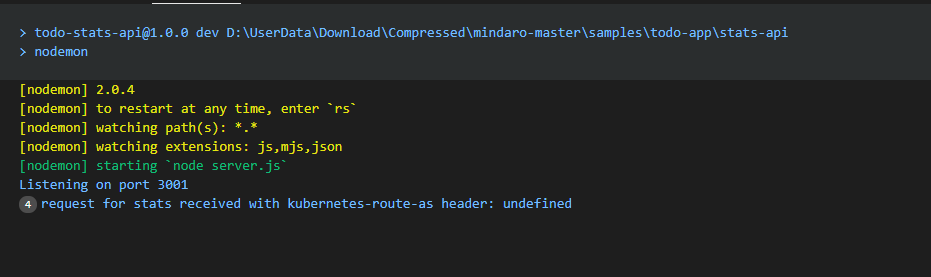 > todo-stats-api@1.0.0 dev D:\UserData\Download\Compressed\mindaro-master\samples\todo-app\stats-api
> nodemon
[nodemon] 2.0.4
[nodemon] to restart at any time, enter `rs`
[nodemon] watching path(s): *.*
[nodemon] watching extensions: js,mjs,json
[nodemon] starting `node server.js`
Listening on port 3001
4 request for stats received with kubernetes-route-as header: undefined